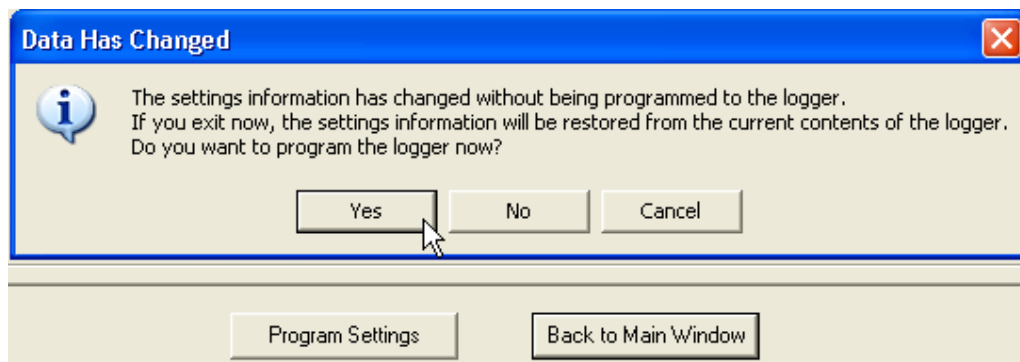 Data Has Changed
The settings information has changed without being programmed to the logger.
If you exit now, the settings information will be restored from the current contents of the logger.
Do you want to program the logger now?
Yes No Cancel
Program Settings Back to Main Window